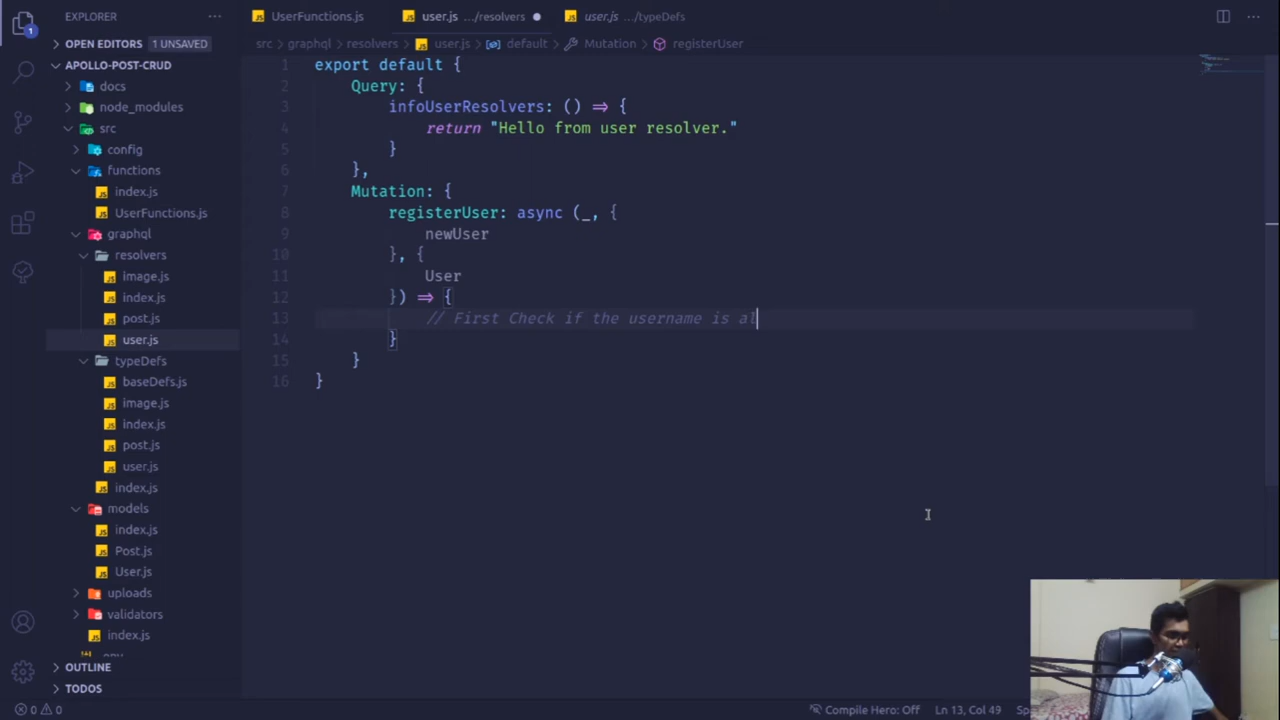 EXPLORER
UserFunctions.js
user.js .../resolvers
user.js .../typeDefs
OPEN EDITORS 1 UNSAVED
src > graphql > resolvers > user.js > default > Mutation > registerUser
APOLLO-POST-CRUD
docs
node_modules
src
config
functions
index.js
UserFunctions.js
graphql
resolvers
image.js
index.js
post.js
user.js
typeDefs
baseDefs.js
image.js
index.js
post.js
user.js
index.js
models
index.js
Post.js
User.js
uploads
validators
index.js
OUTLINE
TODOS
1 export default {
2 Query: {
3 infoUserResolvers: () => {
4 return "Hello from user resolver."
5 }
6 },
7 Mutation: {
8 registerUser: async (_, {
9 newUser
10 }, {
11 User
12 }) => {
13 // First Check if the username is al
14 }
15 }
16 }
0 0
Compile Hero: Off
Ln 13, Col 49
1